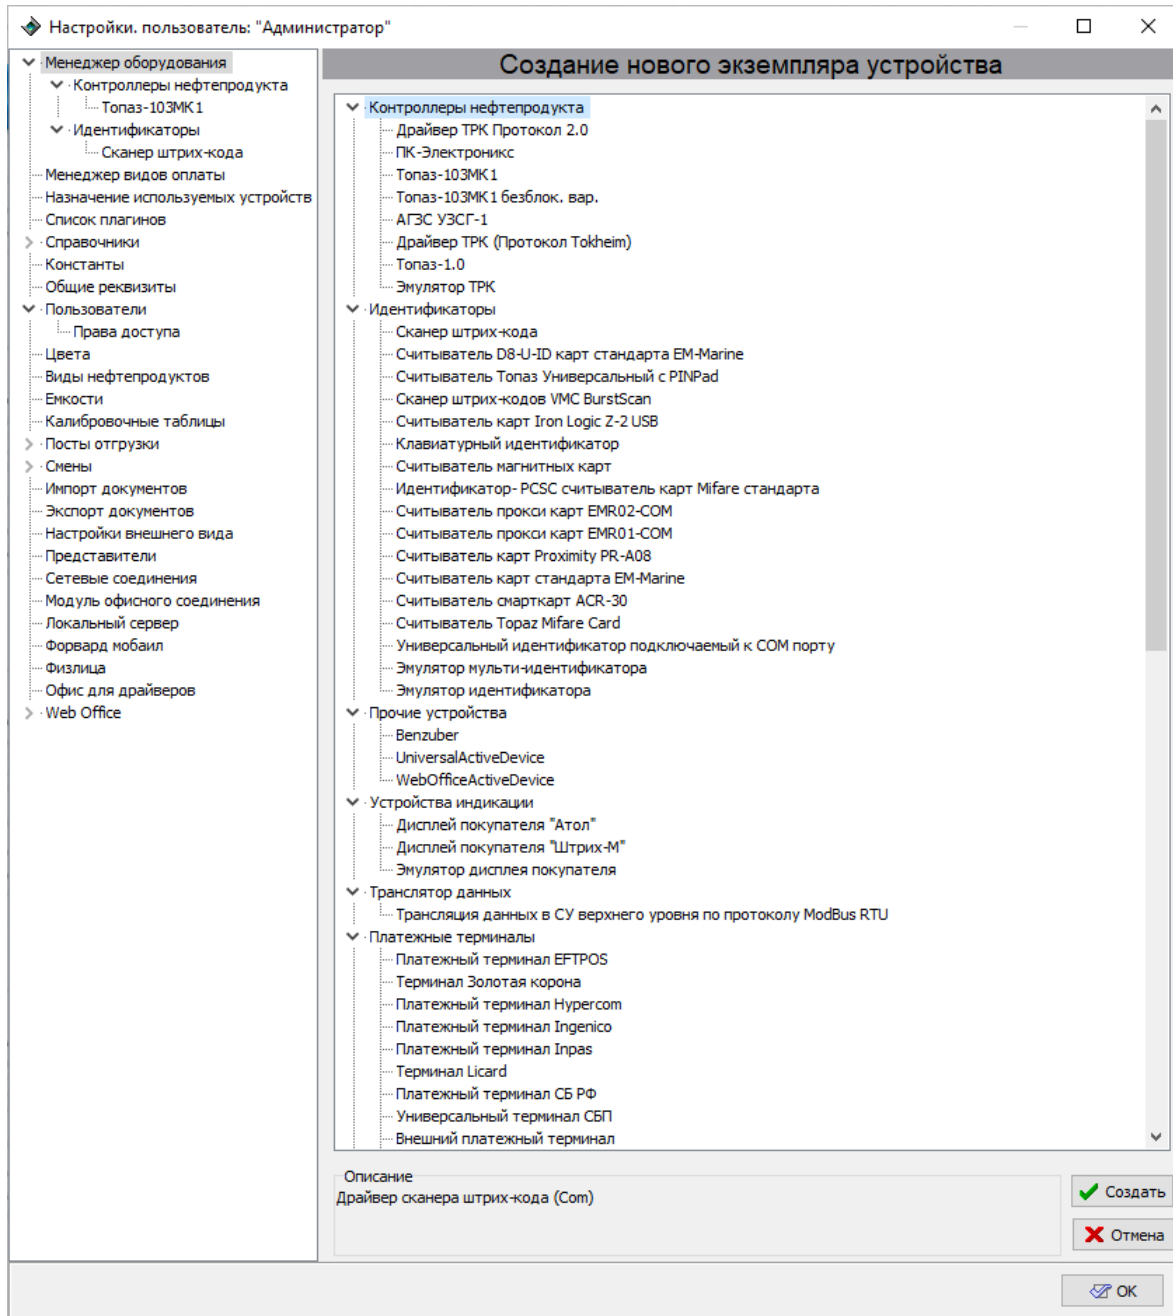 Настройки. пользователь: "Администратор"
Менеджер оборудования
Контроллеры нефтепродукта
Топаз-103МК1
Идентификаторы
Сканер штрих-кода
Менеджер видов оплаты
Назначение используемых устройств
Список плагинов
Справочники
Константы
Общие реквизиты
Пользователи
Права доступа
Цвета
Виды нефтепродуктов
Емкости
Калибровочные таблицы
Посты отгрузки
Смены
Импорт документов
Экспорт документов
Настройки внешнего вида
Представители
Сетевые соединения
Модуль офисного соединения
Локальный сервер
Форвард мобаил
Физлица
Офис для драйверов
Web Office
Создание нового экземпляра устройства
Контроллеры нефтепродукта
Драйвер ТРК Протокол 2.0
ПК-Электроникс
Топаз-103МК1
Топаз-103МК1 безблок. вар.
АГЗС УЗСГ-1
Драйвер ТРК (Протокол Tokheim)
Топаз-1.0
Эмулятор ТРК
Идентификаторы
Сканер штрих-кода
Считыватель D8-U-ID карт стандарта EM-Marine
Считыватель Топаз Универсальный с PINPad
Сканер штрих-кодов VMC BurstScan
Считыватель карт Iron Logic Z-2 USB
Клавиатурный идентификатор
Считыватель магнитных карт
Идентификатор- PCSC считыватель карт Mifare стандарта
Считыватель прокси карт EMR02-COM
Считыватель прокси карт EMR01-COM
Считыватель карт Proximity PR-A08
Считыватель карт стандарта EM-Marine
Считыватель смарткарт ACR-30
Считыватель Topaz Mifare Card
Универсальный идентификатор подключаемый к COM порту
Эмулятор мульти-идентификатора
Эмулятор идентификатора
Прочие устройства
Benzuber
UniversalActiveDevice
WebOfficeActiveDevice
Устройства индикации
Дисплей покупателя "Атол"
Дисплей покупателя "Штрих-М"
Эмулятор дисплея покупателя
Транслятор данных
Трансляция данных в СУ верхнего уровня по протоколу ModBus RTU
Платежные терминалы
Платежный терминал EFTPOS
Терминал Золотая корона
Платежный терминал Hypercom
Платежный терминал Ingenico
Платежный терминал Inpas
Терминал Licard
Платежный терминал СБ РФ
Универсальный терминал СБП
Внешний платежный терминал
Описание
Драйвер сканера штрих-кода (Com)
Создать
Отмена
OK